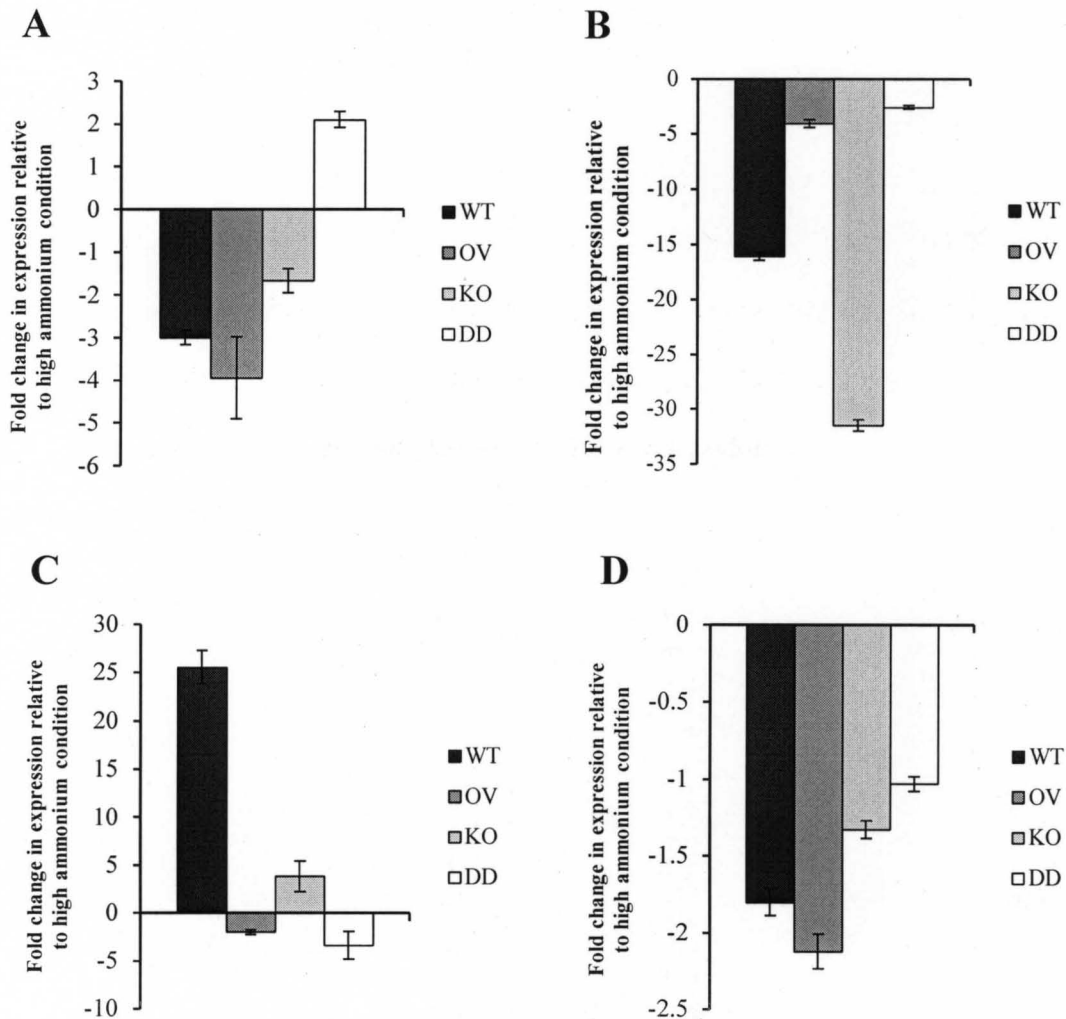 A
Fold change in expression relative
to high ammonium condition
3
2
1
0
-1
-2
-3
-4
-5
-6
WT
OV
KO
DD
B
Fold change in expression relative
to high ammonium condition
0
-5
-10
-15
-20
-25
-30
-35
WT
OV
KO
DD
C
Fold change in expression relative
to high ammonium condition
30
25
20
15
10
5
0
-5
-10
WT
OV
KO
DD
D
Fold change in expression relative
to high ammonium condition
0
-0.5
-1
-1.5
-2
-2.5
WT
OV
KO
DD